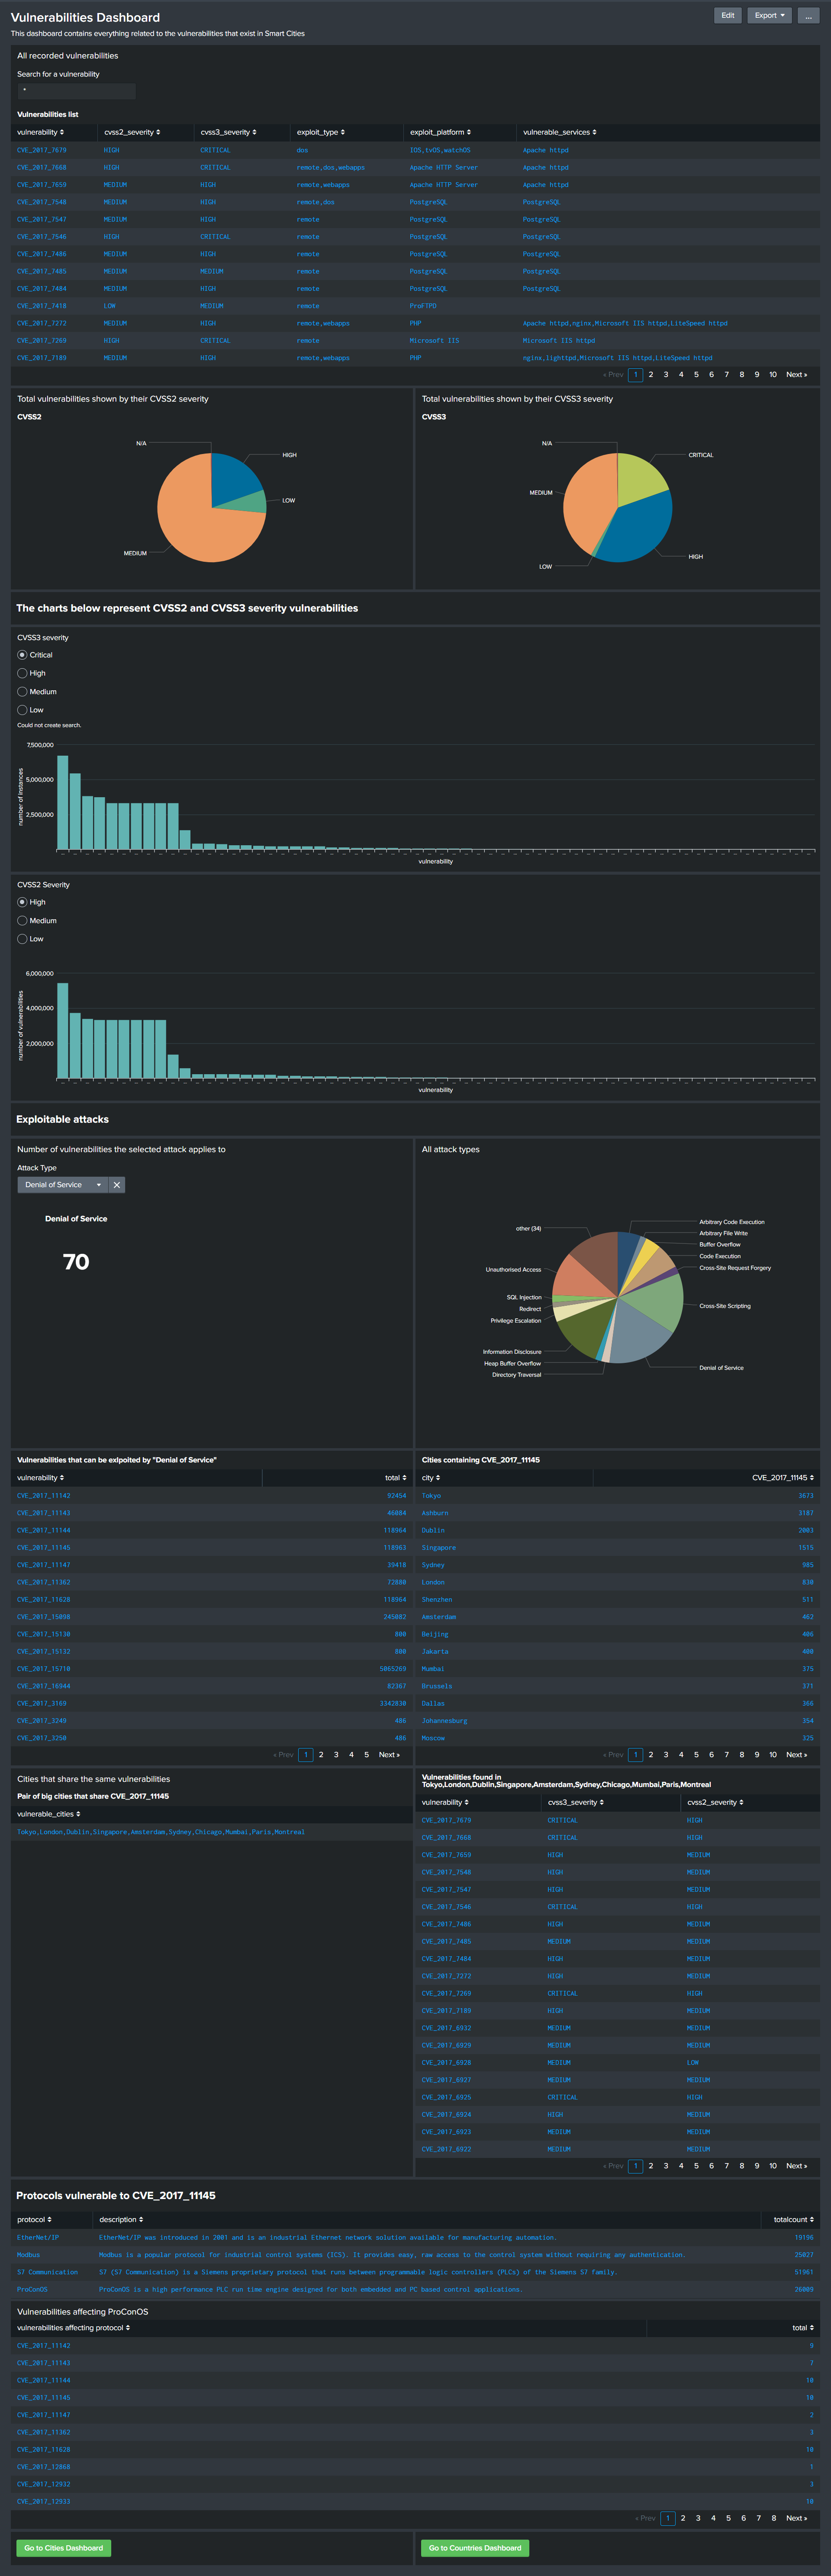 Vulnerabilities Dashboard
Edit Export ...
This dashboard contains everything related to the vulnerabilities that exist in Smart Cities
All recorded vulnerabilities
Search for a vulnerability
*
Vulnerabilities list
vulnerability cvss2_severity cvss3_severity exploit_type exploit_platform vulnerable_services
CVE_2017_7679 HIGH CRITICAL dos IOS,tvOS,watchOS Apache httpd
CVE_2017_7668 HIGH CRITICAL remote,dos,webapps Apache HTTP Server Apache httpd
CVE_2017_7659 MEDIUM HIGH remote,webapps Apache HTTP Server Apache httpd
CVE_2017_7548 MEDIUM HIGH remote,dos PostgreSQL PostgreSQL
CVE_2017_7547 MEDIUM HIGH remote PostgreSQL PostgreSQL
CVE_2017_7546 HIGH CRITICAL remote PostgreSQL PostgreSQL
CVE_2017_7486 MEDIUM HIGH remote PostgreSQL PostgreSQL
CVE_2017_7485 MEDIUM MEDIUM remote PostgreSQL PostgreSQL
CVE_2017_7484 MEDIUM HIGH remote PostgreSQL PostgreSQL
CVE_2017_7418 LOW MEDIUM remote ProFTPD
CVE_2017_7272 MEDIUM HIGH remote,webapps PHP Apache httpd,nginx,Microsoft IIS httpd,LiteSpeed httpd
CVE_2017_7269 HIGH CRITICAL remote Microsoft IIS Microsoft IIS httpd
CVE_2017_7189 MEDIUM HIGH remote,webapps PHP nginx,lighttpd,Microsoft IIS httpd,LiteSpeed httpd
« Prev 1 2 3 4 5 6 7 8 9 10 Next »
Total vulnerabilities shown by their CVSS2 severity
CVSS2
N/A
HIGH
LOW
MEDIUM
Total vulnerabilities shown by their CVSS3 severity
CVSS3
N/A
CRITICAL
MEDIUM
HIGH
LOW
The charts below represent CVSS2 and CVSS3 severity vulnerabilities
CVSS3 severity
Critical
High
Medium
Low
Could not create search.
7,500,000
5,000,000
2,500,000
number of instances
vulnerability
CVSS2 Severity
High
Medium
Low
6,000,000
4,000,000
2,000,000
number of vulnerabilities
vulnerability
Exploitable attacks
Number of vulnerabilities the selected attack applies to
Attack Type
Denial of Service
Denial of Service
70
All attack types
Arbitrary Code Execution
Arbitrary File Write
Buffer Overflow
Code Execution
Cross-Site Request Forgery
Cross-Site Scripting
Denial of Service
other (34)
Unauthorised Access
SQL Injection
Redirect
Privilege Escalation
Information Disclosure
Heap Buffer Overflow
Directory Traversal
Vulnerabilities that can be exlpoited by "Denial of Service"
vulnerability total
CVE_2017_11142 92454
CVE_2017_11143 46084
CVE_2017_11144 118964
CVE_2017_11145 118963
CVE_2017_11147 39418
CVE_2017_11362 72880
CVE_2017_11628 118964
CVE_2017_15098 245082
CVE_2017_15130 800
CVE_2017_15132 800
CVE_2017_15710 5065269
CVE_2017_16944 82367
CVE_2017_3169 3342830
CVE_2017_3249 486
CVE_2017_3250 486
« Prev 1 2 3 4 5 Next »
Cities containing CVE_2017_11145
city CVE_2017_11145
Tokyo 3673
Ashburn 3187
Dublin 2003
Singapore 1515
Sydney 985
London 830
Shenzhen 511
Amsterdam 462
Beijing 406
Jakarta 400
Mumbai 375
Brussels 371
Dallas 366
Johannesburg 354
Moscow 325
« Prev 1 2 3 4 5 6 7 8 9 10 Next »
Cities that share the same vulnerabilities
Pair of big cities that share CVE_2017_11145
vulnerable_cities
Tokyo,London,Dublin,Singapore,Amsterdam,Sydney,Chicago,Mumbai,Paris,Montreal
Vulnerabilities found in
Tokyo,London,Dublin,Singapore,Amsterdam,Sydney,Chicago,Mumbai,Paris,Montreal
vulnerability cvss3_severity cvss2_severity
CVE_2017_7679 CRITICAL HIGH
CVE_2017_7668 CRITICAL HIGH
CVE_2017_7659 HIGH MEDIUM
CVE_2017_7548 HIGH MEDIUM
CVE_2017_7547 HIGH MEDIUM
CVE_2017_7546 CRITICAL HIGH
CVE_2017_7486 HIGH MEDIUM
CVE_2017_7485 MEDIUM MEDIUM
CVE_2017_7484 HIGH MEDIUM
CVE_2017_7272 HIGH MEDIUM
CVE_2017_7269 CRITICAL HIGH
CVE_2017_7189 HIGH MEDIUM
CVE_2017_6932 MEDIUM MEDIUM
CVE_2017_6929 MEDIUM MEDIUM
CVE_2017_6928 MEDIUM LOW
CVE_2017_6927 MEDIUM MEDIUM
CVE_2017_6925 CRITICAL HIGH
CVE_2017_6924 HIGH MEDIUM
CVE_2017_6923 MEDIUM MEDIUM
CVE_2017_6922 MEDIUM MEDIUM
« Prev 1 2 3 4 5 6 7 8 9 10 Next »
Protocols vulnerable to CVE_2017_11145
protocol description totalcount
EtherNet/IP EtherNet/IP was introduced in 2001 and is an industrial Ethernet network solution available for manufacturing automation. 19196
Modbus Modbus is a popular protocol for industrial control systems (ICS). It provides easy, raw access to the control system without requiring any authentication. 25027
S7 Communication S7 (S7 Communication) is a Siemens proprietary protocol that runs between programmable logic controllers (PLCs) of the Siemens S7 family. 51961
ProConOS ProConOS is a high performance PLC run time engine designed for both embedded and PC based control applications. 26009
Vulnerabilities affecting ProConOS
vulnerabilities affecting protocol total
CVE_2017_11142 9
CVE_2017_11143 7
CVE_2017_11144 10
CVE_2017_11145 10
CVE_2017_11147 2
CVE_2017_11362 3
CVE_2017_11628 10
CVE_2017_12868 1
CVE_2017_12932 3
CVE_2017_12933 10
« Prev 1 2 3 4 5 6 7 8 Next »
Go to Cities Dashboard
Go to Countries Dashboard